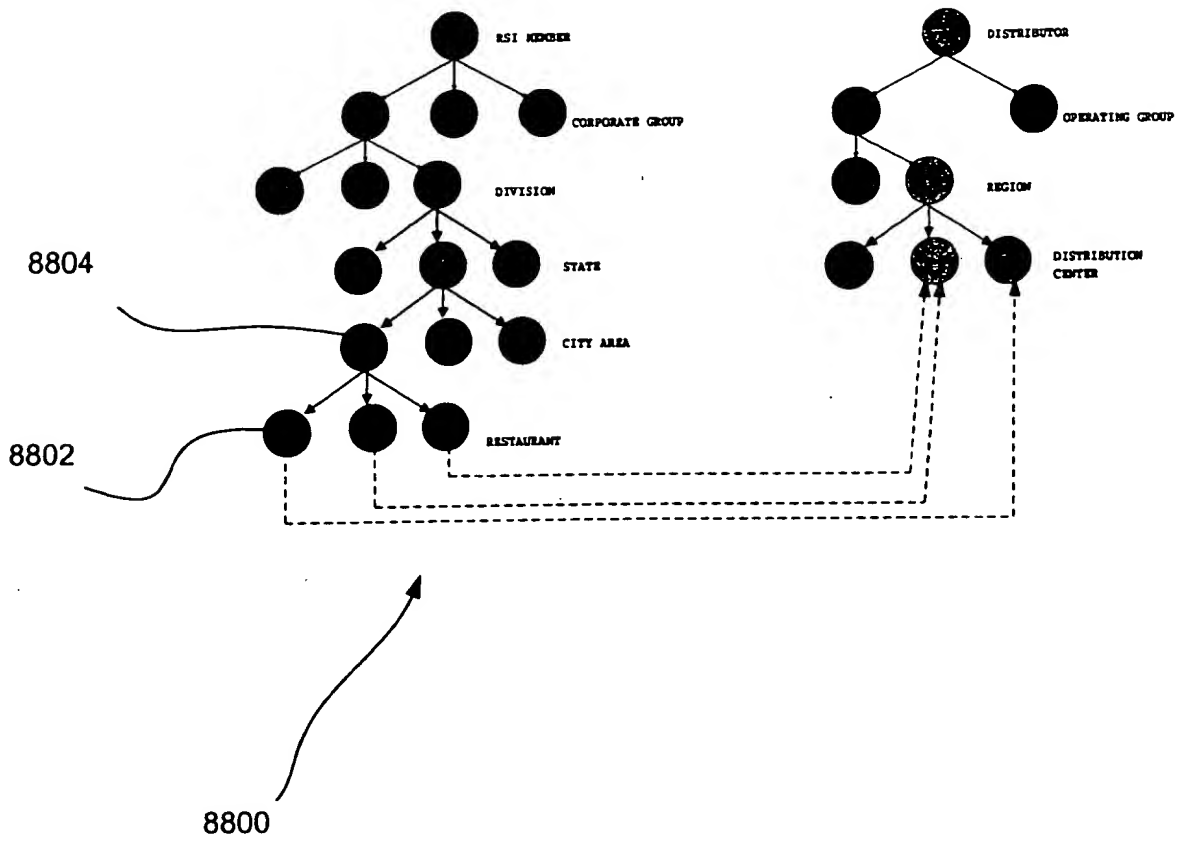 RSI MEMBER
DISTRIBUTOR
CORPORATE GROUP
OPERATING GROUP
DIVISION
REGION
8804
STATE
DISTRIBUTION
CENTER
CITY AREA
8802
RESTAURANT
8800